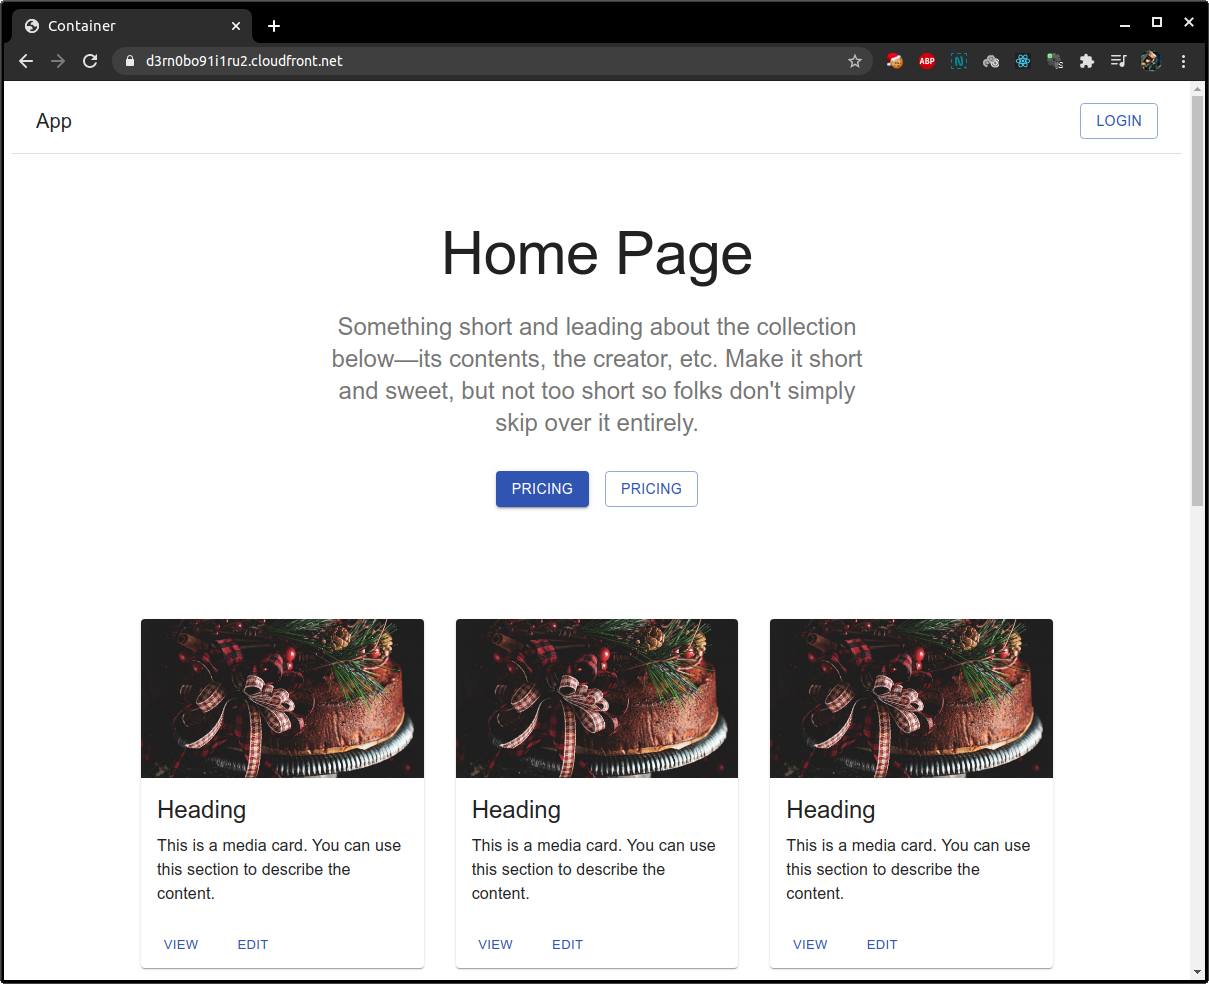 Container
d3rn0bo91i1ru2.cloudfront.net
ABP
N
App
LOGIN
Home Page
Something short and leading about the collection
below—its contents, the creator, etc. Make it short
and sweet, but not too short so folks don't simply
skip over it entirely.
PRICING PRICING
Heading Heading Heading
This is a media card. You can use This is a media card. You can use This is a media card. You can use
this section to describe the this section to describe the this section to describe the
content. content. content.
VIEW EDIT VIEW EDIT VIEW EDIT